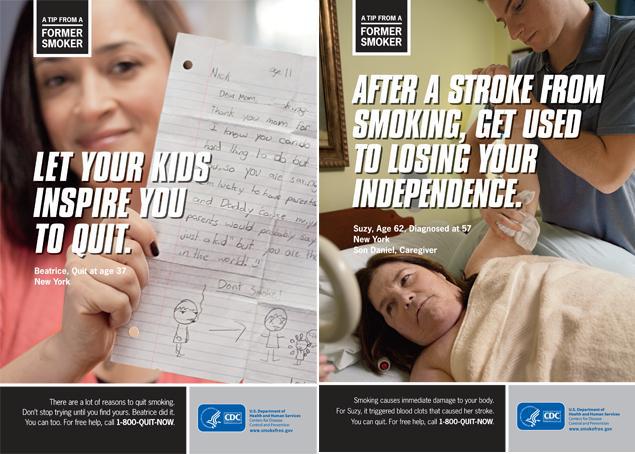 A TIP FROM A
FORMER
SMOKER
Nick
age 11
Dear Mom,
Thank you mom for
I know you can do
hard thing to do but
you are
lucky to have parents
and Daddy cause
parents would probably say
just a kid" but you are the
in the world!"
Don't Smoke!
LET YOUR KIDS
INSPIRE YOU
TO QUIT.
Beatrice, Quit at age 37
New York
There are a lot of reasons to quit smoking.
Don't stop trying until you find yours. Beatrice did it.
You can too. For free help, call 1-800-QUIT-NOW.
CDC
U.S. Department of
Health and Human Services
Centers for Disease
Control and Prevention
www.smokefree.gov
A TIP FROM A
FORMER
SMOKER
AFTER A STROKE FROM
SMOKING, GET USED
TO LOSING YOUR
INDEPENDENCE.
Suzy, Age 62, Diagnosed at 57
New York
Son Daniel, Caregiver
Smoking causes immediate damage to your body.
For Suzy, it triggered blood clots that caused her stroke.
You can quit. For free help, call 1-800-QUIT-NOW.
CDC
U.S. Department of
Health and Human Services
Centers for Disease
Control and Prevention
www.smokefree.gov